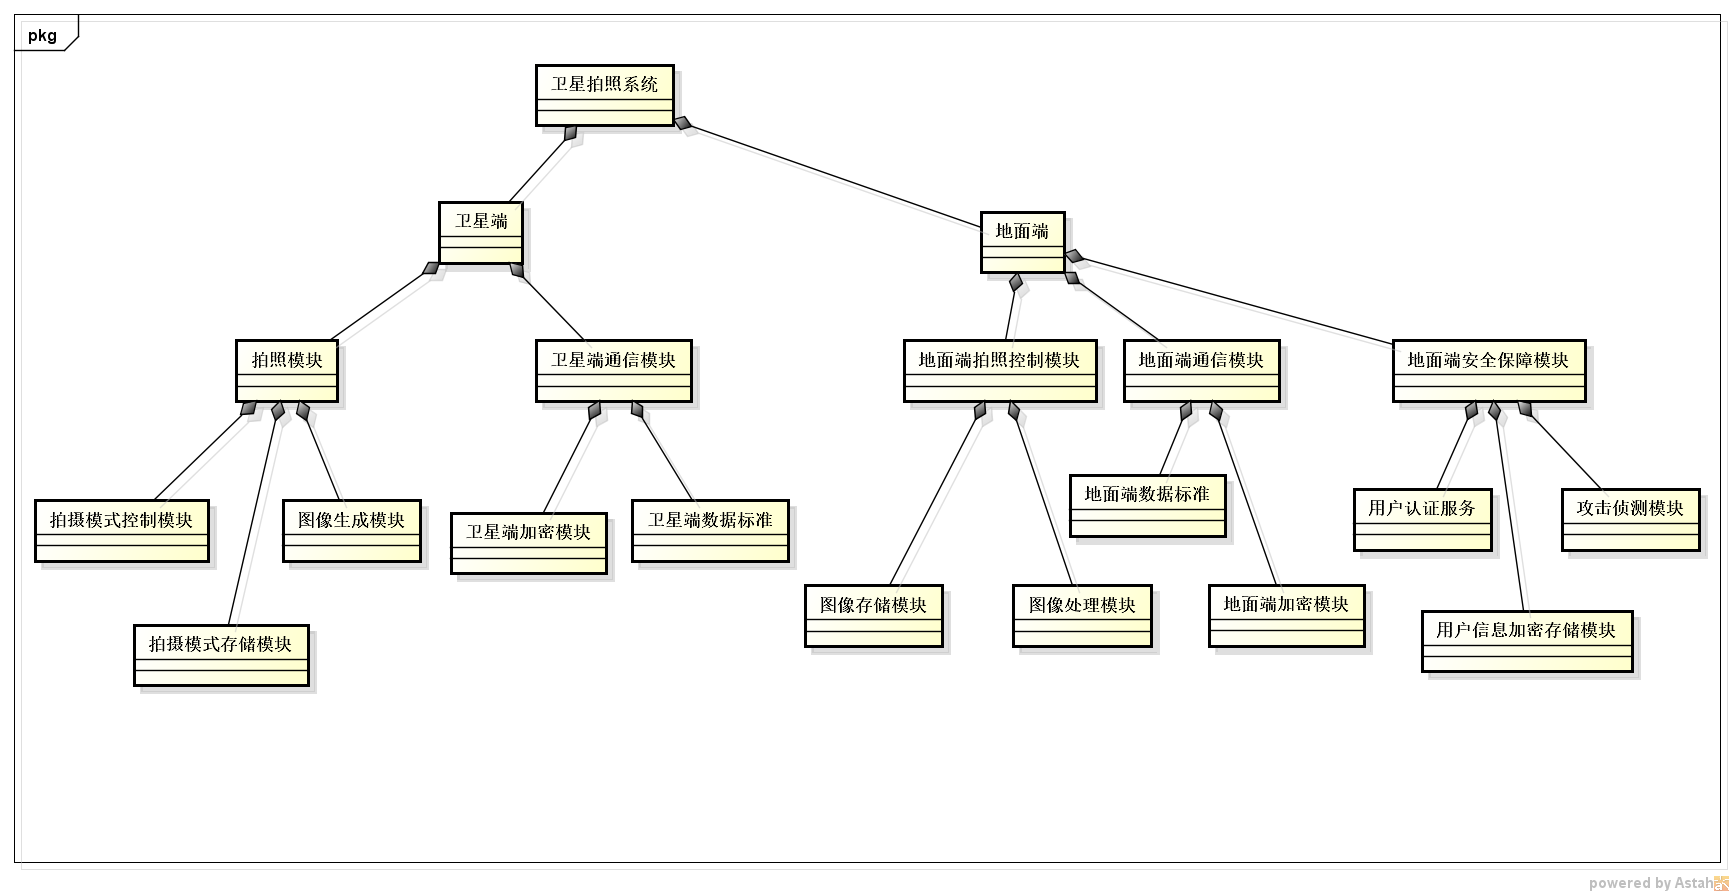 pkg
卫星拍照系统
卫星端
地面端
拍照模块
卫星端通信模块
地面端拍照控制模块
地面端通信模块
地面端安全保障模块
拍摄模式控制模块
图像生成模块
卫星端加密模块
卫星端数据标准
地面端数据标准
用户认证服务
攻击侦测模块
拍摄模式存储模块
图像存储模块
图像处理模块
地面端加密模块
用户信息加密存储模块
powered by Astah